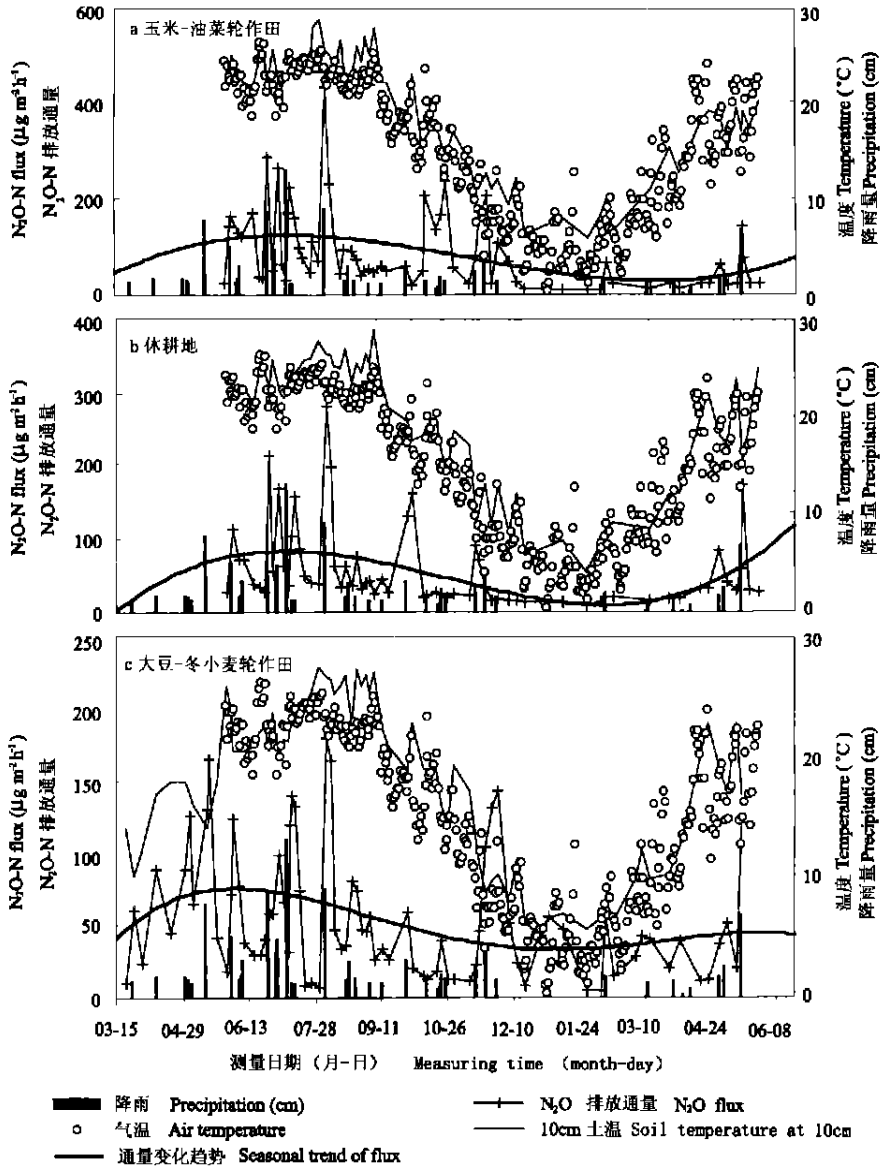 600
400
200
0
N₂O-N flux (μg m⁻²h⁻¹)
N₂O-N 排放通量
a 玉米-油菜轮作田
30
20
10
0
温度 Temperature (°C)
降雨量 Precipitation (cm)
400
300
200
100
0
N₂O-N flux (μg m⁻²h⁻¹)
N₂O-N 排放通量
b 休耕地
30
20
10
0
温度 Temperature (°C)
降雨量 Precipitation (cm)
250
200
150
100
50
0
N₂O-N flux (μg m⁻²h⁻¹)
N₂O-N 排放通量
c 大豆-冬小麦轮作田
30
20
10
0
温度 Temperature (°C)
降雨量 Precipitation (cm)
03-15 04-29 06-13 07-28 09-11 10-26 12-10 01-24 03-10 04-24 06-08
测量日期（月-日） Measuring time (month-day)
降雨 Precipitation (cm)
N₂O 排放通量 N₂O flux
气温 Air temperature
10cm 土温 Soil temperature at 10cm
通量变化趋势 Seasonal trend of flux